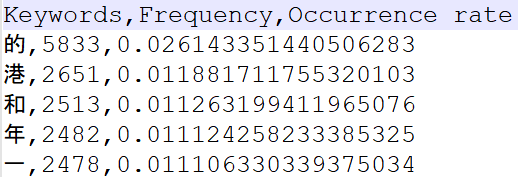 Keywords,Frequency,Occurrence rate
的,5833,0.026143351440506283
港,2651,0.011881711755320103
和,2513,0.011263199411965076
年,2482,0.011124258233385325
一,2478,0.011106330339375034